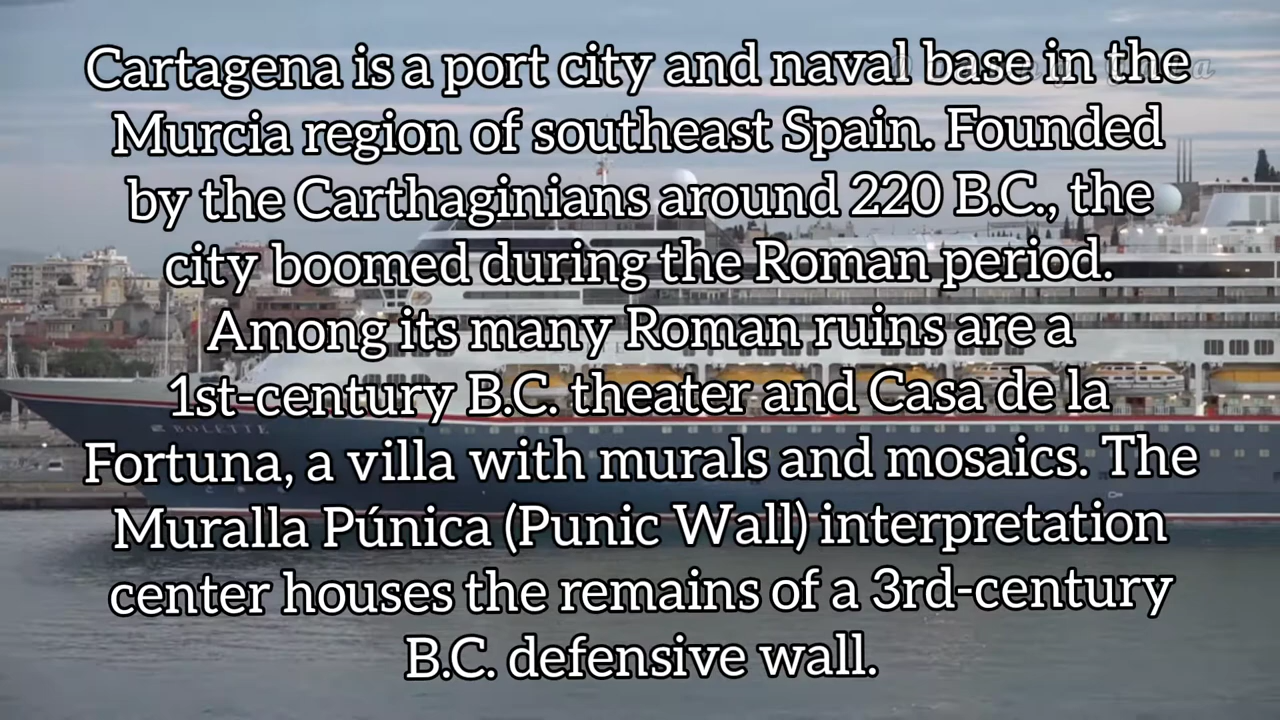 Cartagena is a port city and naval base in the
Murcia region of southeast Spain. Founded
by the Carthaginians around 220 B.C., the
city boomed during the Roman period.
Among its many Roman ruins are a
1st-century B.C. theater and Casa de la
Fortuna, a villa with murals and mosaics. The
Muralla Púnica (Punic Wall) interpretation
center houses the remains of a 3rd-century
B.C. defensive wall.
BOLETTE